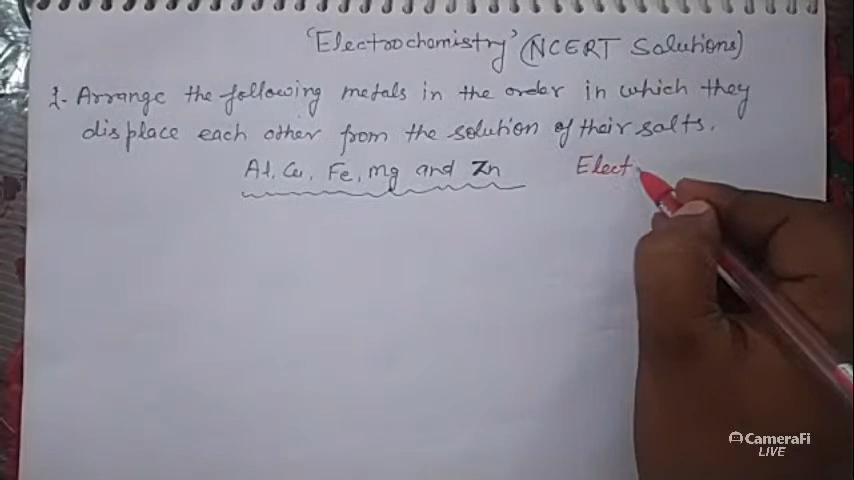 'Electrochemistry' (NCERT Solutions)
1. Arrange the following metals in the order in which they
displace each other from the solution of their salts.
Al, Cu, Fe, Mg and Zn
Elect
CameraFi
LIVE